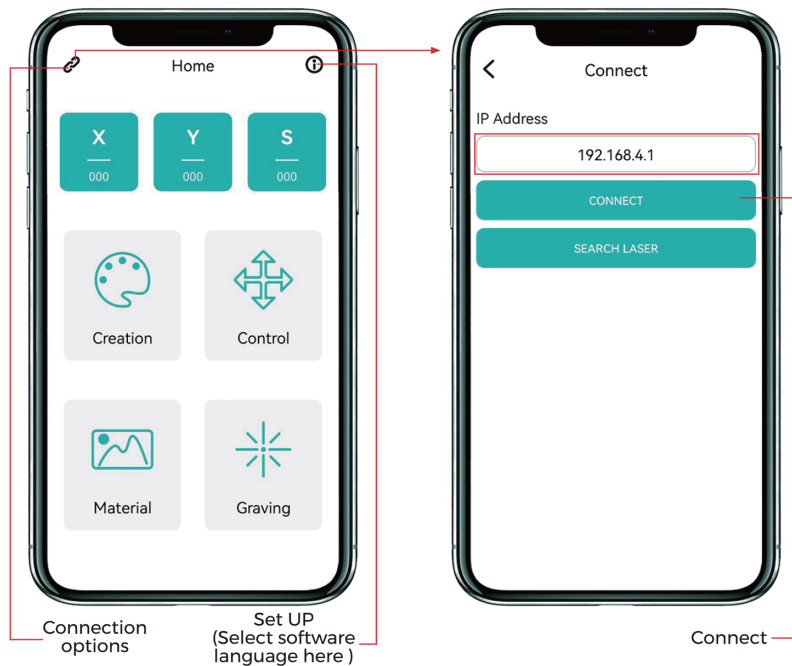 Home
X
Y
S
000
000
000
Creation
Control
Material
Graving
Connection
options
Set UP
(Select software
language here )
Connect
IP Address
192.168.4.1
CONNECT
SEARCH LASER
Connect